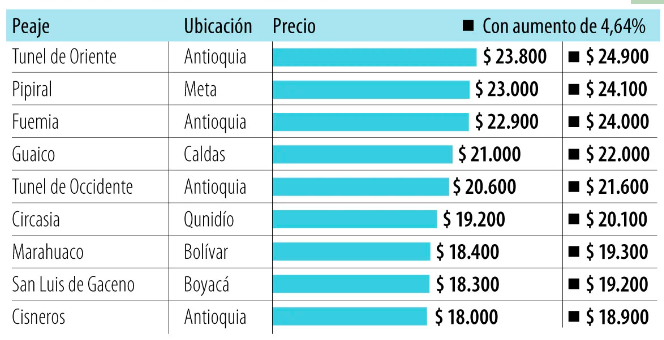 Peaje Ubicación Precio ■ Con aumento de 4,64%
Tunel de Oriente Antioquia $ 23.800 ■ $ 24.900
Pipiral Meta $ 23.000 ■ $ 24.100
Fuemia Antioquia $ 22.900 ■ $ 24.000
Guaico Caldas $ 21.000 ■ $ 22.000
Tunel de Occidente Antioquia $ 20.600 ■ $ 21.600
Circasia Qunidío $ 19.200 ■ $ 20.100
Marahuaco Bolívar $ 18.400 ■ $ 19.300
San Luis de Gaceno Boyacá $ 18.300 ■ $ 19.200
Cisneros Antioquia $ 18.000 ■ $ 18.900